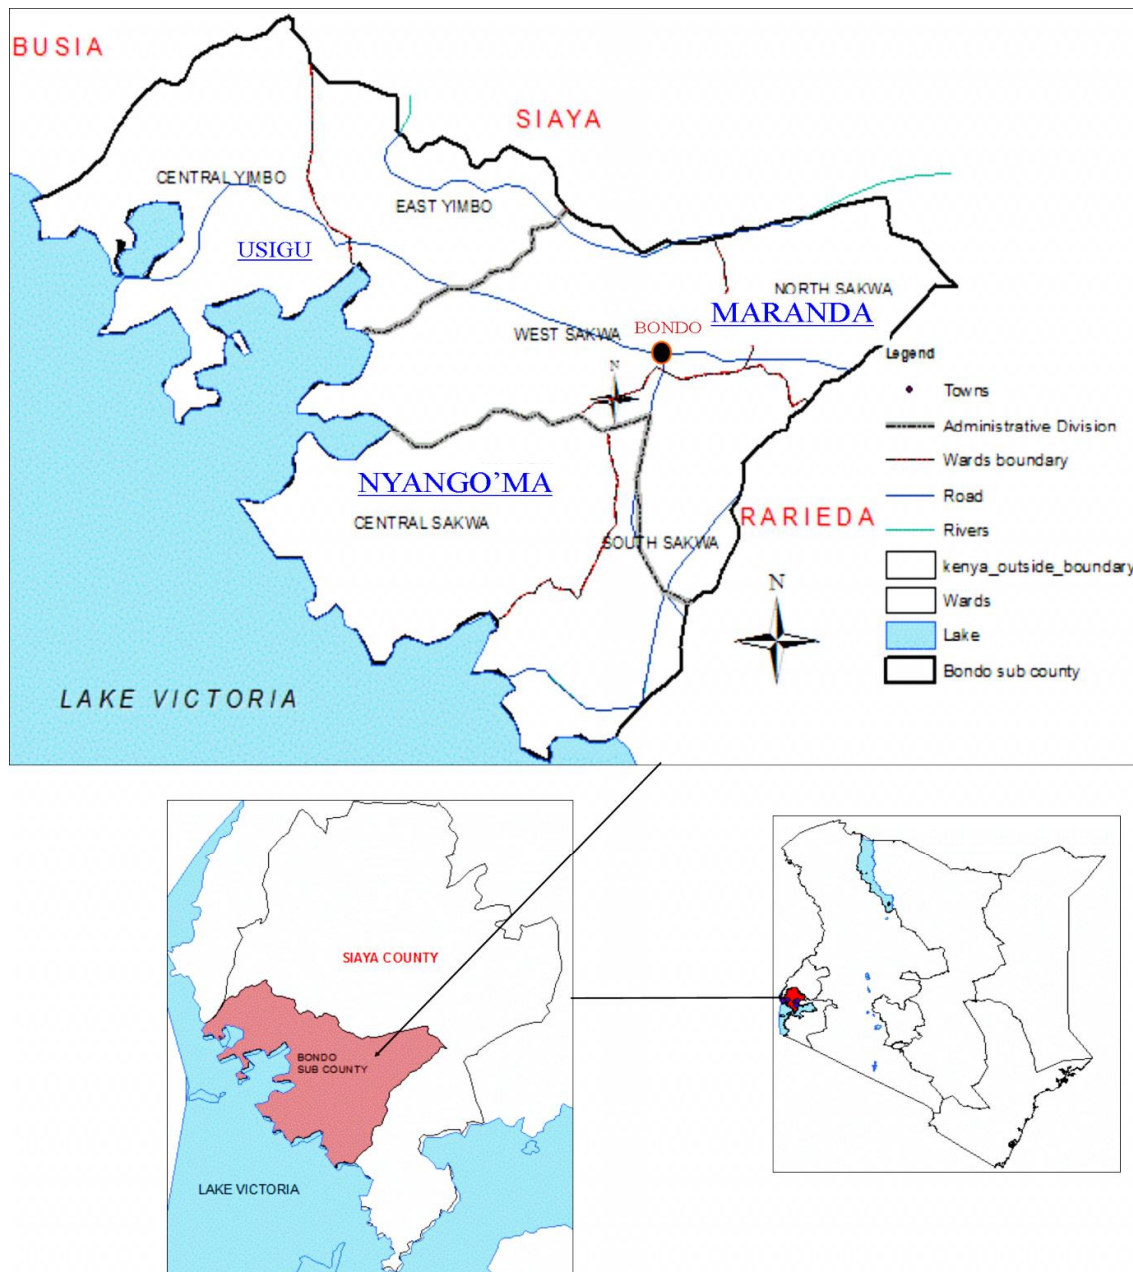 BUSIA
SIAYA
CENTRAL YIMBO
EAST YIMBO
USIGU
NORTH SAKWA
MARANDA
WEST SAKWA
BONDO
N
NYANGO'MA
CENTRAL SAKWA
SOUTH SAKWA
RARIEDA
LAKE VICTORIA
Legend
Towns
Administrative Division
Wards boundary
Road
Rivers
kenya_outside_boundary
Wards
Lake
Bondo sub county
N
SIAYA COUNTY
BONDO
SUB COUNTY
LAKE VICTORIA